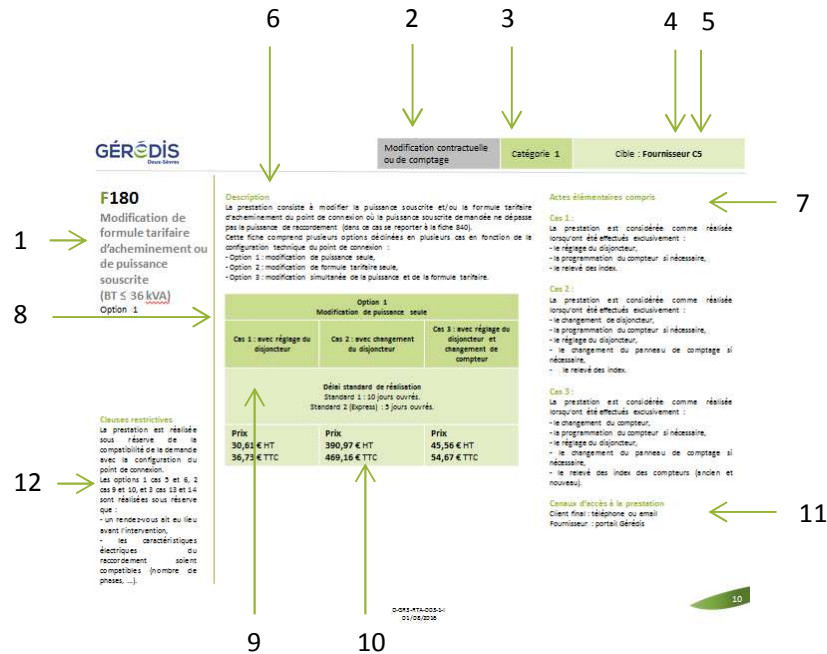 6
2
3
4
5
GÉRÉDIS
Deux-Sèvres
Modification contractuelle
ou de comptage
Catégorie 1
Cible : Fournisseur C5
F180
Modification de
formule tarifaire
d'acheminement ou
de puissance
souscrite
(BT ≤ 36 kVA)
Option 1
1
8
Description
La prestation consiste à modifier la puissance souscrite et/ou la formule tarifaire
d'acheminement du point de connexion où la puissance souscrite demandée ne dépasse
pas la puissance de raccordement (dans ce cas se reporter à la fiche 840).
Cette fiche comprend plusieurs options déclinées en plusieurs cas en fonction de la
configuration technique du point de connexion :
- Option 1 : modification de puissance seule,
- Option 2 : modification de formule tarifaire seule,
- Option 3 : modification simultanée de la puissance et de la formule tarifaire.
Option 1
Modification de puissance seule
Cas 1 : avec réglage du
disjoncteur
Cas 2 : avec changement
du disjoncteur
Cas 3 : avec réglage du
disjoncteur et
changement de
compteur
Délai standard de réalisation
Standard 1 : 10 jours ouvrés.
Standard 2 (Express) : 5 jours ouvrés.
Prix
30,61 € HT
36,73 € TTC
Prix
390,97 € HT
469,16 € TTC
Prix
45,56 € HT
54,67 € TTC
Actes élémentaires compris
7
Cas 1 :
La prestation est considérée comme réalisée
lorsqu'ont été effectués exclusivement :
- le réglage du disjoncteur,
- la programmation du compteur si nécessaire,
- le relevé des index.
Cas 2 :
La prestation est considérée comme réalisée
lorsqu'ont été effectués exclusivement :
- le changement de disjoncteur,
- la programmation du compteur si nécessaire,
- le réglage du disjoncteur,
- le changement du panneau de comptage si
nécessaire,
- le relevé des index.
Cas 3 :
La prestation est considérée comme réalisée
lorsqu'ont été effectués exclusivement :
- le changement du compteur,
- la programmation du compteur si nécessaire,
- le réglage du disjoncteur,
- le changement du panneau de comptage si
nécessaire,
- le relevé des index des compteurs (ancien et
nouveau).
Canaux d'accès à la prestation
Client final : téléphone ou email
Fournisseur : portail Gérédis
11
Clauses restrictives
La prestation est réalisée
sous réserve de la
compatibilité de la demande
avec la configuration du
point de connexion.
Les options 1 cas 5 et 6, 2
cas 9 et 10, et 3 cas 13 et 14
sont réalisées sous réserve
que :
- un rendez-vous ait eu lieu
avant l'intervention,
- les caractéristiques
électriques du
raccordement soient
compatibles (nombre de
phases, ...).
12
10
D-GR3-RTA-003-1-I
01/08/2016
9
10